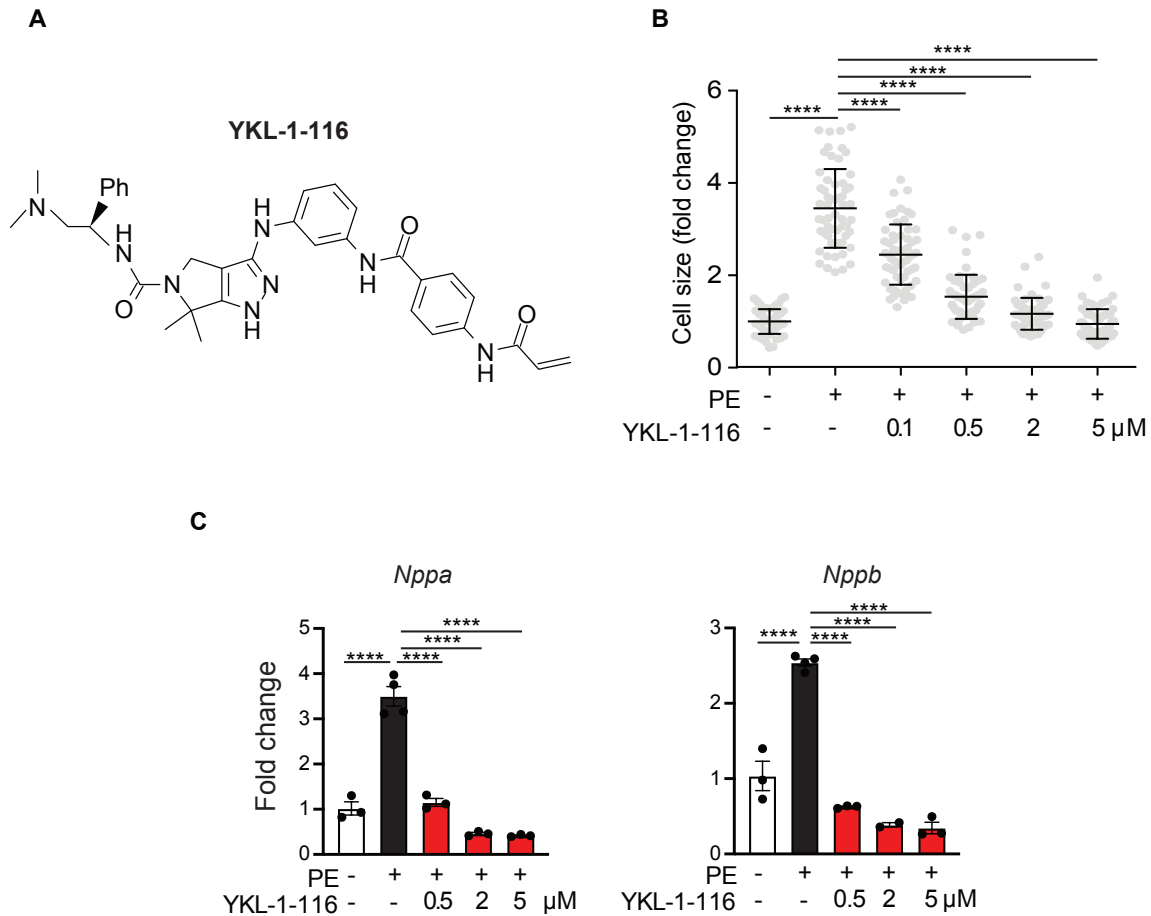 A
YKL-1-116
N
Ph
H
N
O
N
N
H
N
N
H
N
H
O
N
H
O
B
****
****
****
**** ****
Cell size (fold change)
6
4
2
0
PE - + + + + +
YKL-1-116 - - 0.1 0.5 2 5 µM
C
Nppa
****
****
**** ****
Fold change
5
4
3
2
1
0
PE - + + + +
YKL-1-116 - - 0.5 2 5 µM
Nppb
****
****
**** ****
3
2
1
0
PE - + + + +
YKL-1-116 - - 0.5 2 5 µM